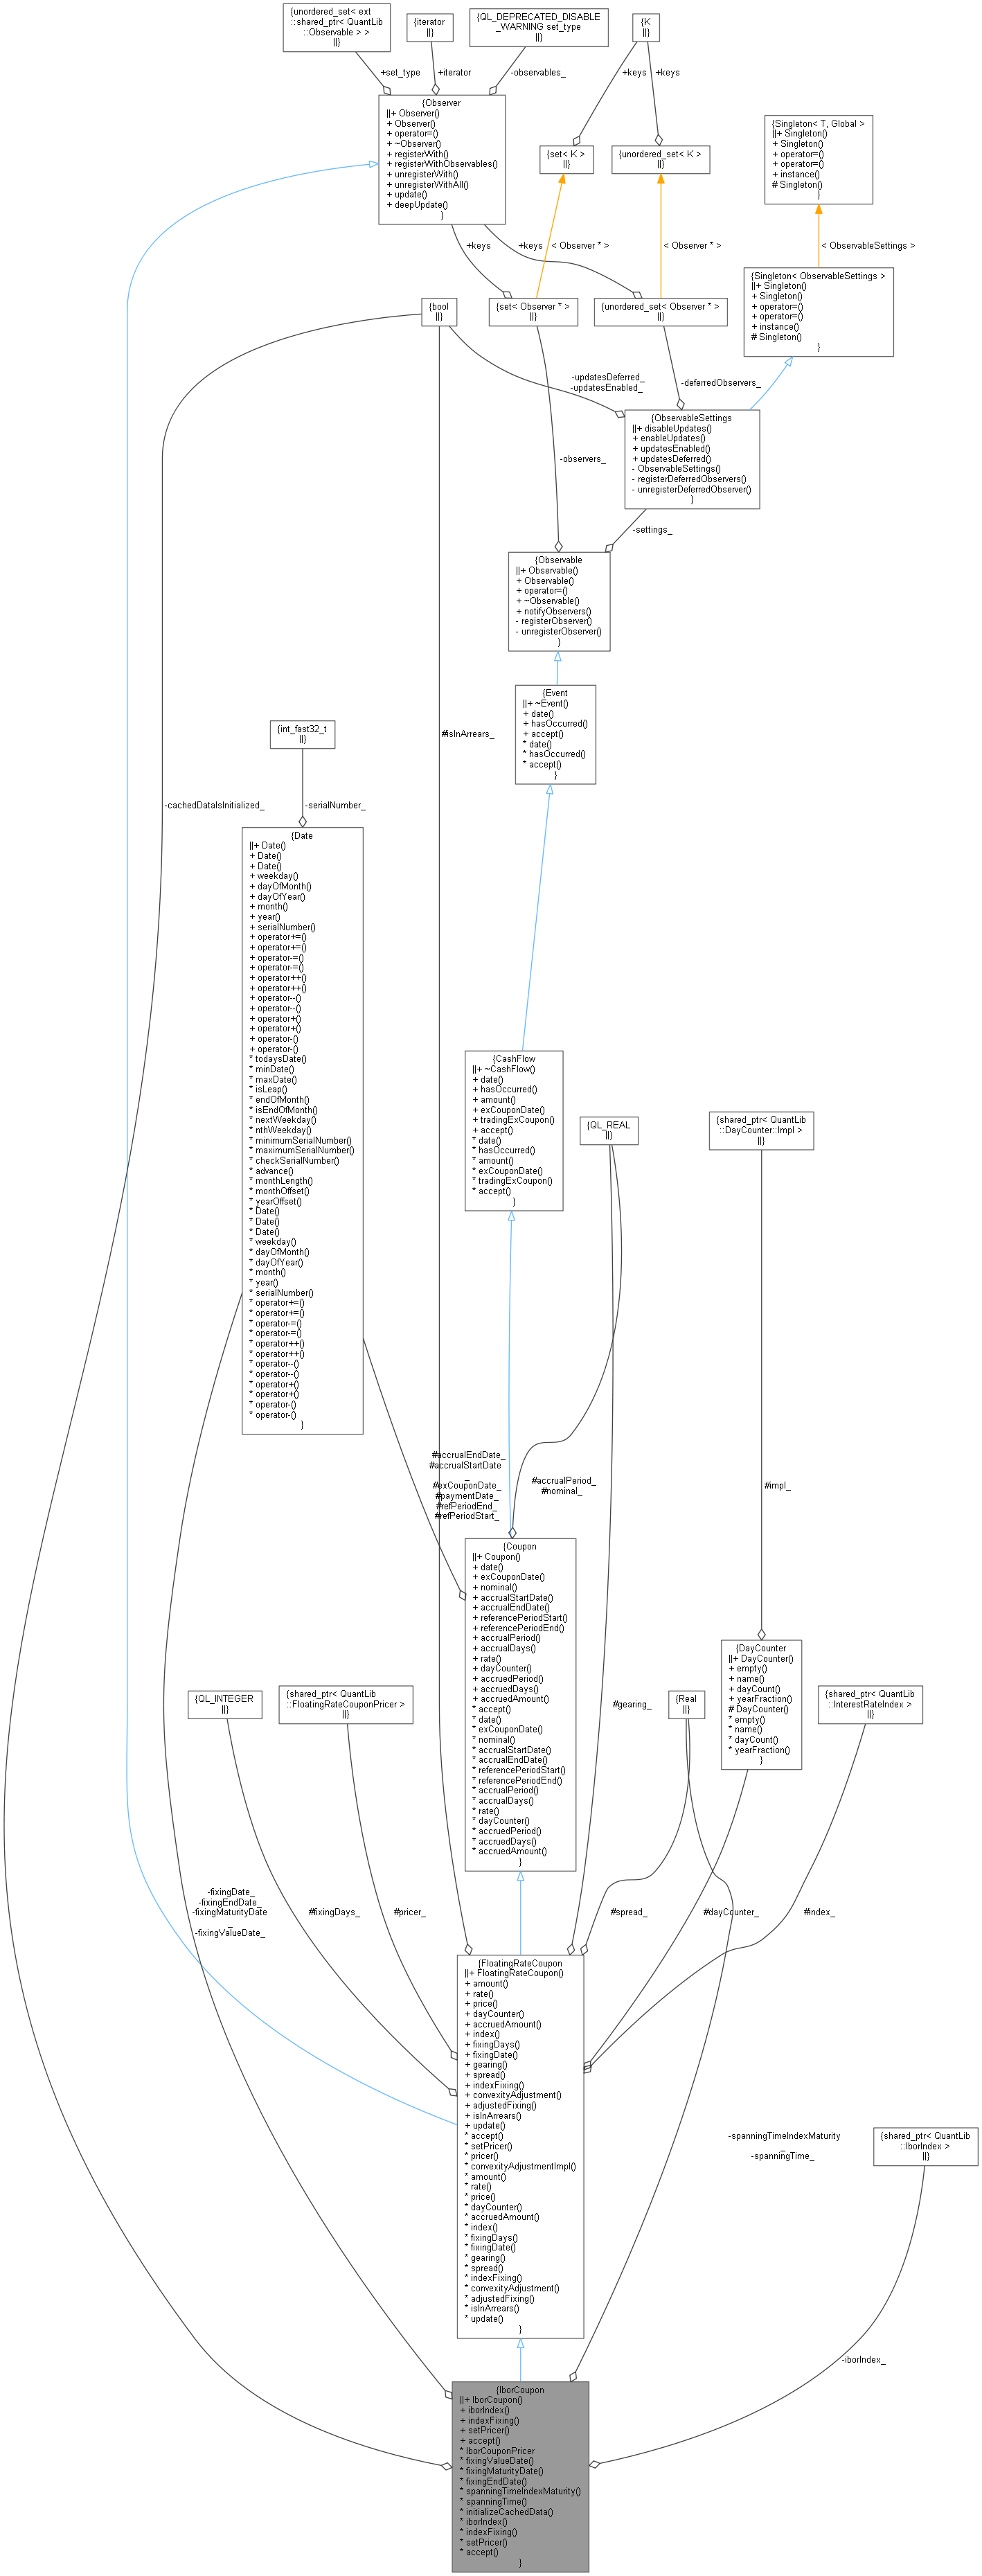 {unordered_set< ext
::shared_ptr< QuantLib
::Observable > >
||}
{iterator
||}
{QL_DEPRECATED_DISABLE
_WARNING set_type
||}
{K
||}
+set_type
+iterator
-observables_
+keys
+keys
{Observer
||+ Observer()
+ Observer()
+ operator=()
+ ~Observer()
+ registerWith()
+ registerWithObservables()
+ unregisterWith()
+ unregisterWithAll()
+ update()
+ deepUpdate()
}
{set< K >
||}
{unordered_set< K >
||}
{Singleton< T, Global >
||+ Singleton()
+ Singleton()
+ operator=()
+ operator=()
+ instance()
# Singleton()
}
+keys
+keys
< Observer * >
< Observer * >
< ObservableSettings >
{bool
||}
{set< Observer * >
||}
{unordered_set< Observer * >
||}
{Singleton< ObservableSettings >
||+ Singleton()
+ Singleton()
+ operator=()
+ operator=()
+ instance()
# Singleton()
}
-updatesDeferred_
-updatesEnabled_
-deferredObservers_
{ObservableSettings
||+ disableUpdates()
+ enableUpdates()
+ updatesEnabled()
+ updatesDeferred()
- ObservableSettings()
- registerDeferredObservers()
- unregisterDeferredObserver()
}
-observers_
-settings_
{Observable
||+ Observable()
+ Observable()
+ operator=()
+ ~Observable()
+ notifyObservers()
- registerObserver()
- unregisterObserver()
}
{Event
||+ ~Event()
+ date()
+ hasOccurred()
+ accept()
* date()
* hasOccurred()
* accept()
}
{int_fast32_t
||}
#isInArrears_
-cachedDataIsInitialized_
-serialNumber_
{Date
||+ Date()
+ Date()
+ Date()
+ weekday()
+ dayOfMonth()
+ dayOfYear()
+ month()
+ year()
+ serialNumber()
+ operator+=()
+ operator+=()
+ operator-=()
+ operator-=()
+ operator++()
+ operator++()
+ operator--()
+ operator--()
+ operator+()
+ operator+()
+ operator-()
+ operator-()
* todaysDate()
* minDate()
* maxDate()
* isLeap()
* endOfMonth()
* isEndOfMonth()
* nextWeekday()
* nthWeekday()
* minimumSerialNumber()
* maximumSerialNumber()
* checkSerialNumber()
* advance()
* monthLength()
* monthOffset()
* yearOffset()
* Date()
* Date()
* Date()
* weekday()
* dayOfMonth()
* dayOfYear()
* month()
* year()
* serialNumber()
* operator+=()
* operator+=()
* operator-=()
* operator-=()
* operator++()
* operator++()
* operator--()
* operator--()
* operator+()
* operator+()
* operator-()
* operator-()
}
{CashFlow
||+ ~CashFlow()
+ date()
+ hasOccurred()
+ amount()
+ exCouponDate()
+ tradingExCoupon()
+ accept()
* date()
* hasOccurred()
* amount()
* exCouponDate()
* tradingExCoupon()
* accept()
}
{QL_REAL
||}
{shared_ptr< QuantLib
::DayCounter::Impl >
||}
#accrualEndDate_
#accrualStartDate
_
#exCouponDate_
#paymentDate_
#refPeriodEnd_
#refPeriodStart_
#accrualPeriod_
#nominal_
#impl_
{Coupon
||+ Coupon()
+ date()
+ exCouponDate()
+ nominal()
+ accrualStartDate()
+ accrualEndDate()
+ referencePeriodStart()
+ referencePeriodEnd()
+ accrualPeriod()
+ accrualDays()
+ rate()
+ dayCounter()
+ accruedPeriod()
+ accruedDays()
+ accruedAmount()
* accept()
* date()
* exCouponDate()
* nominal()
* accrualStartDate()
* accrualEndDate()
* referencePeriodStart()
* referencePeriodEnd()
* accrualPeriod()
* accrualDays()
* rate()
* dayCounter()
* accruedPeriod()
* accruedDays()
* accruedAmount()
}
{DayCounter
||+ DayCounter()
+ empty()
+ name()
+ dayCount()
+ yearFraction()
# DayCounter()
* empty()
* name()
* dayCount()
* yearFraction()
}
{QL_INTEGER
||}
{shared_ptr< QuantLib
::FloatingRateCouponPricer >
||}
#gearing_
{Real
||}
{shared_ptr< QuantLib
::InterestRateIndex >
||}
-fixingDate_
-fixingEndDate_
-fixingMaturityDate
_
-fixingValueDate_
#fixingDays_
#pricer_
#spread_
#dayCounter_
#index_
{FloatingRateCoupon
||+ FloatingRateCoupon()
+ amount()
+ rate()
+ price()
+ dayCounter()
+ accruedAmount()
+ index()
+ fixingDays()
+ fixingDate()
+ gearing()
+ spread()
+ indexFixing()
+ convexityAdjustment()
+ adjustedFixing()
+ isInArrears()
+ update()
* accept()
* setPricer()
* pricer()
* convexityAdjustmentImpl()
* amount()
* rate()
* price()
* dayCounter()
* accruedAmount()
* index()
* fixingDays()
* fixingDate()
* gearing()
* spread()
* indexFixing()
* convexityAdjustment()
* adjustedFixing()
* isInArrears()
* update()
}
-spanningTimeIndexMaturity
_
-spanningTime_
{shared_ptr< QuantLib
::IborIndex >
||}
-iborIndex_
{IborCoupon
||+ IborCoupon()
+ iborIndex()
+ indexFixing()
+ setPricer()
+ accept()
* IborCouponPricer
* fixingValueDate()
* fixingMaturityDate()
* fixingEndDate()
* spanningTimeIndexMaturity()
* spanningTime()
* initializeCachedData()
* iborIndex()
* indexFixing()
* setPricer()
* accept()
}